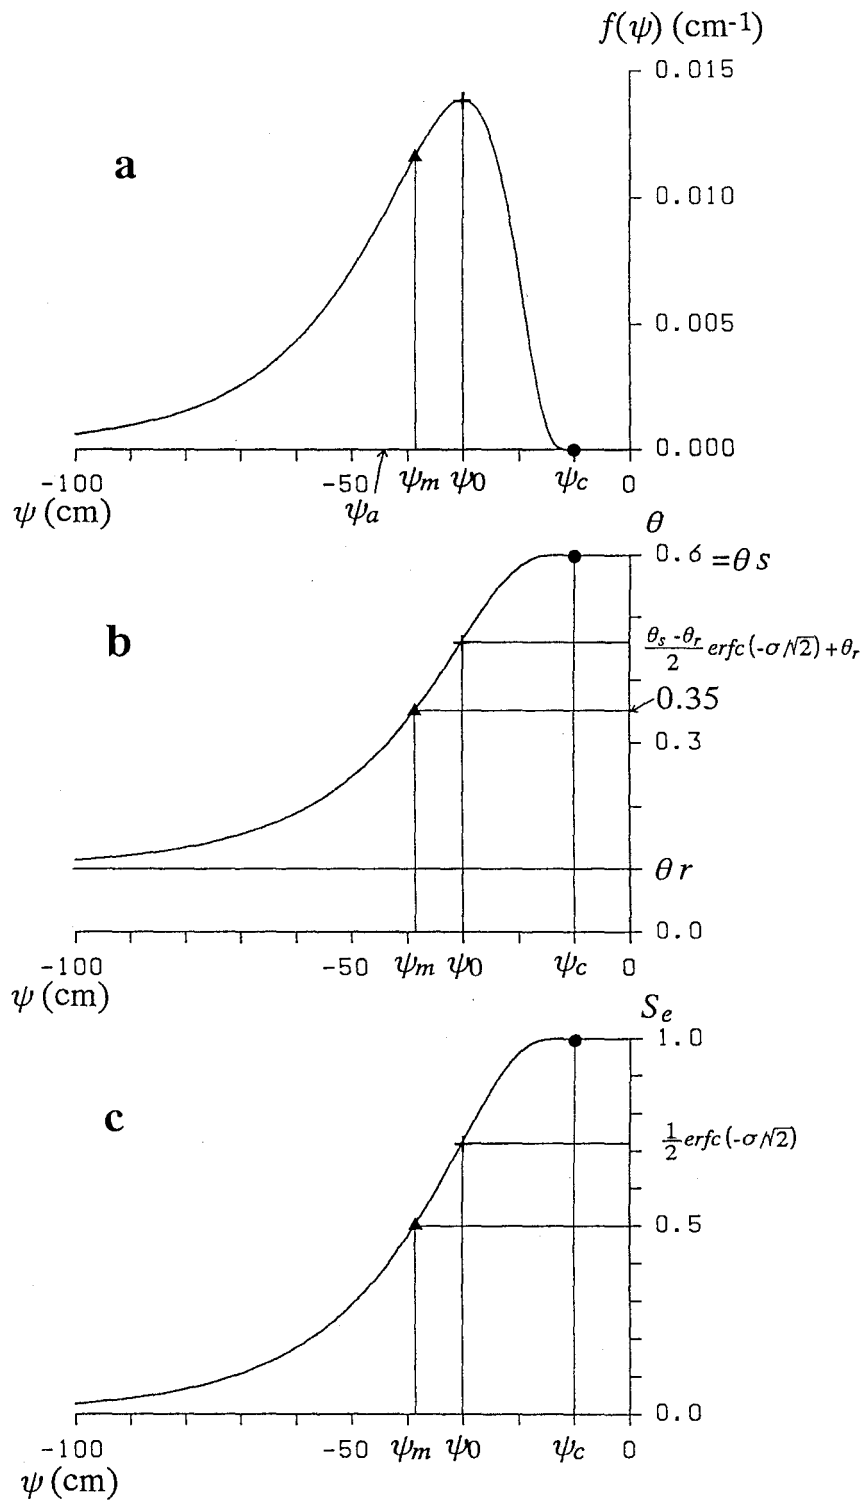 f(ψ) (cm-1)
0.015
a
0.010
0.005
0.000
-100 -50 ψm ψ0 ψc 0
ψ (cm) ψa
θ
0.6 =θs
b
θs -θr/2 erfc(-σ/√2)+θr
0.35
0.3
θr
0.0
-100 -50 ψm ψ0 ψc 0
ψ (cm)
Se
1.0
c
1/2 erfc(-σ/√2)
0.5
0.0
-100 -50 ψm ψ0 ψc 0
ψ (cm)